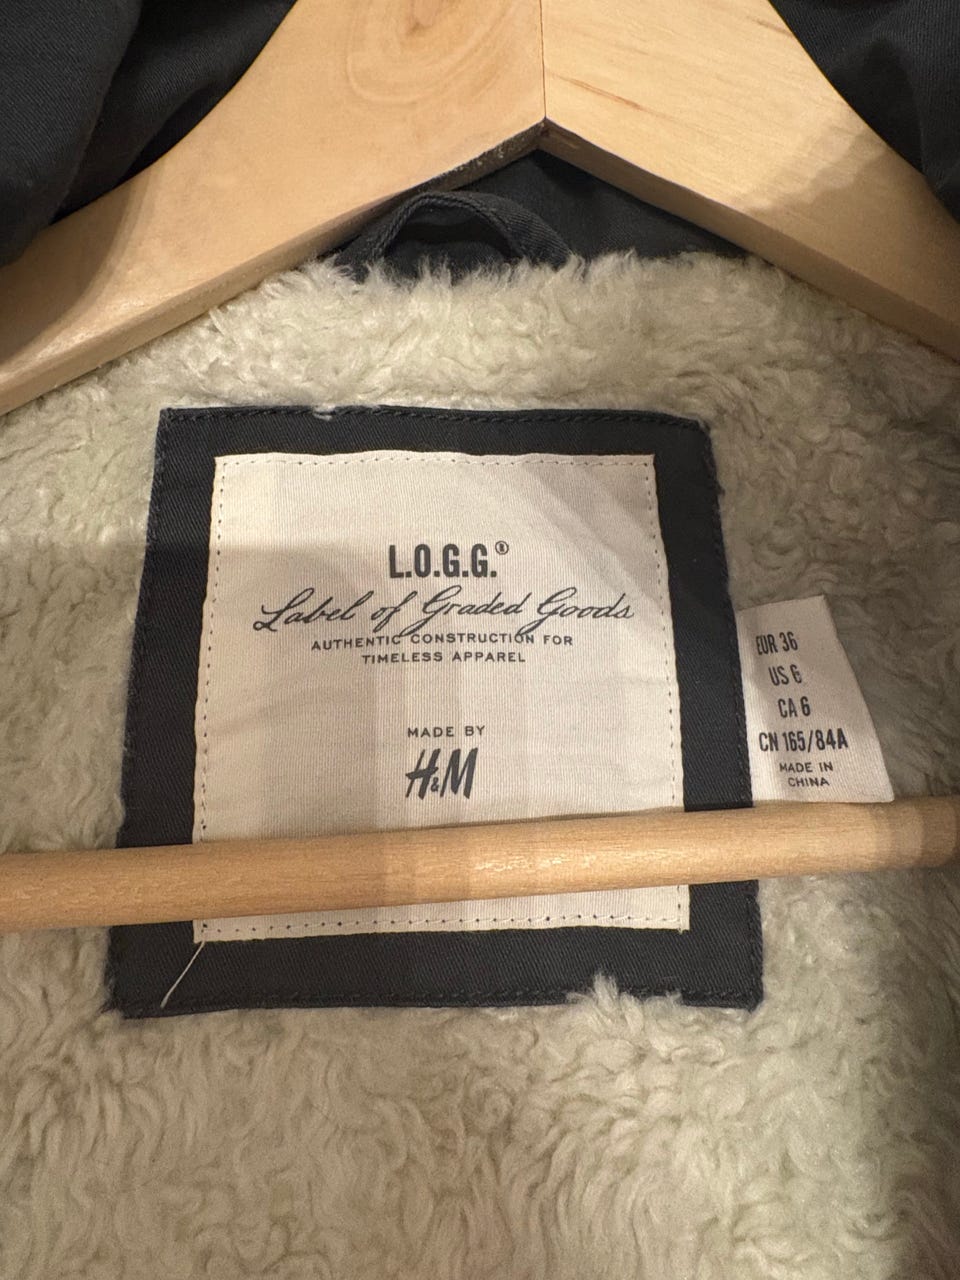 L.O.G.G.®
Label of Graded Goods
AUTHENTIC CONSTRUCTION FOR
TIMELESS APPAREL
MADE BY
H&M
EUR 36
US 6
CA 6
CN 165/84A
MADE IN
CHINA